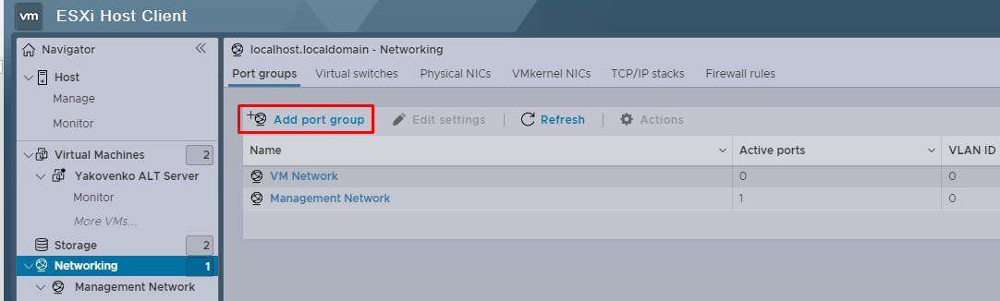 vm ESXi Host Client
Navigator
localhost.localdomain - Networking
Host
Manage
Monitor
Virtual Machines 2
Yakovenko ALT Server
Monitor
More VMs...
Storage 2
Networking 1
Management Network
Port groups Virtual switches Physical NICs VMkernel NICs TCP/IP stacks Firewall rules
Add port group Edit settings Refresh Actions
Name Active ports VLAN ID
VM Network 0 0
Management Network 1 0